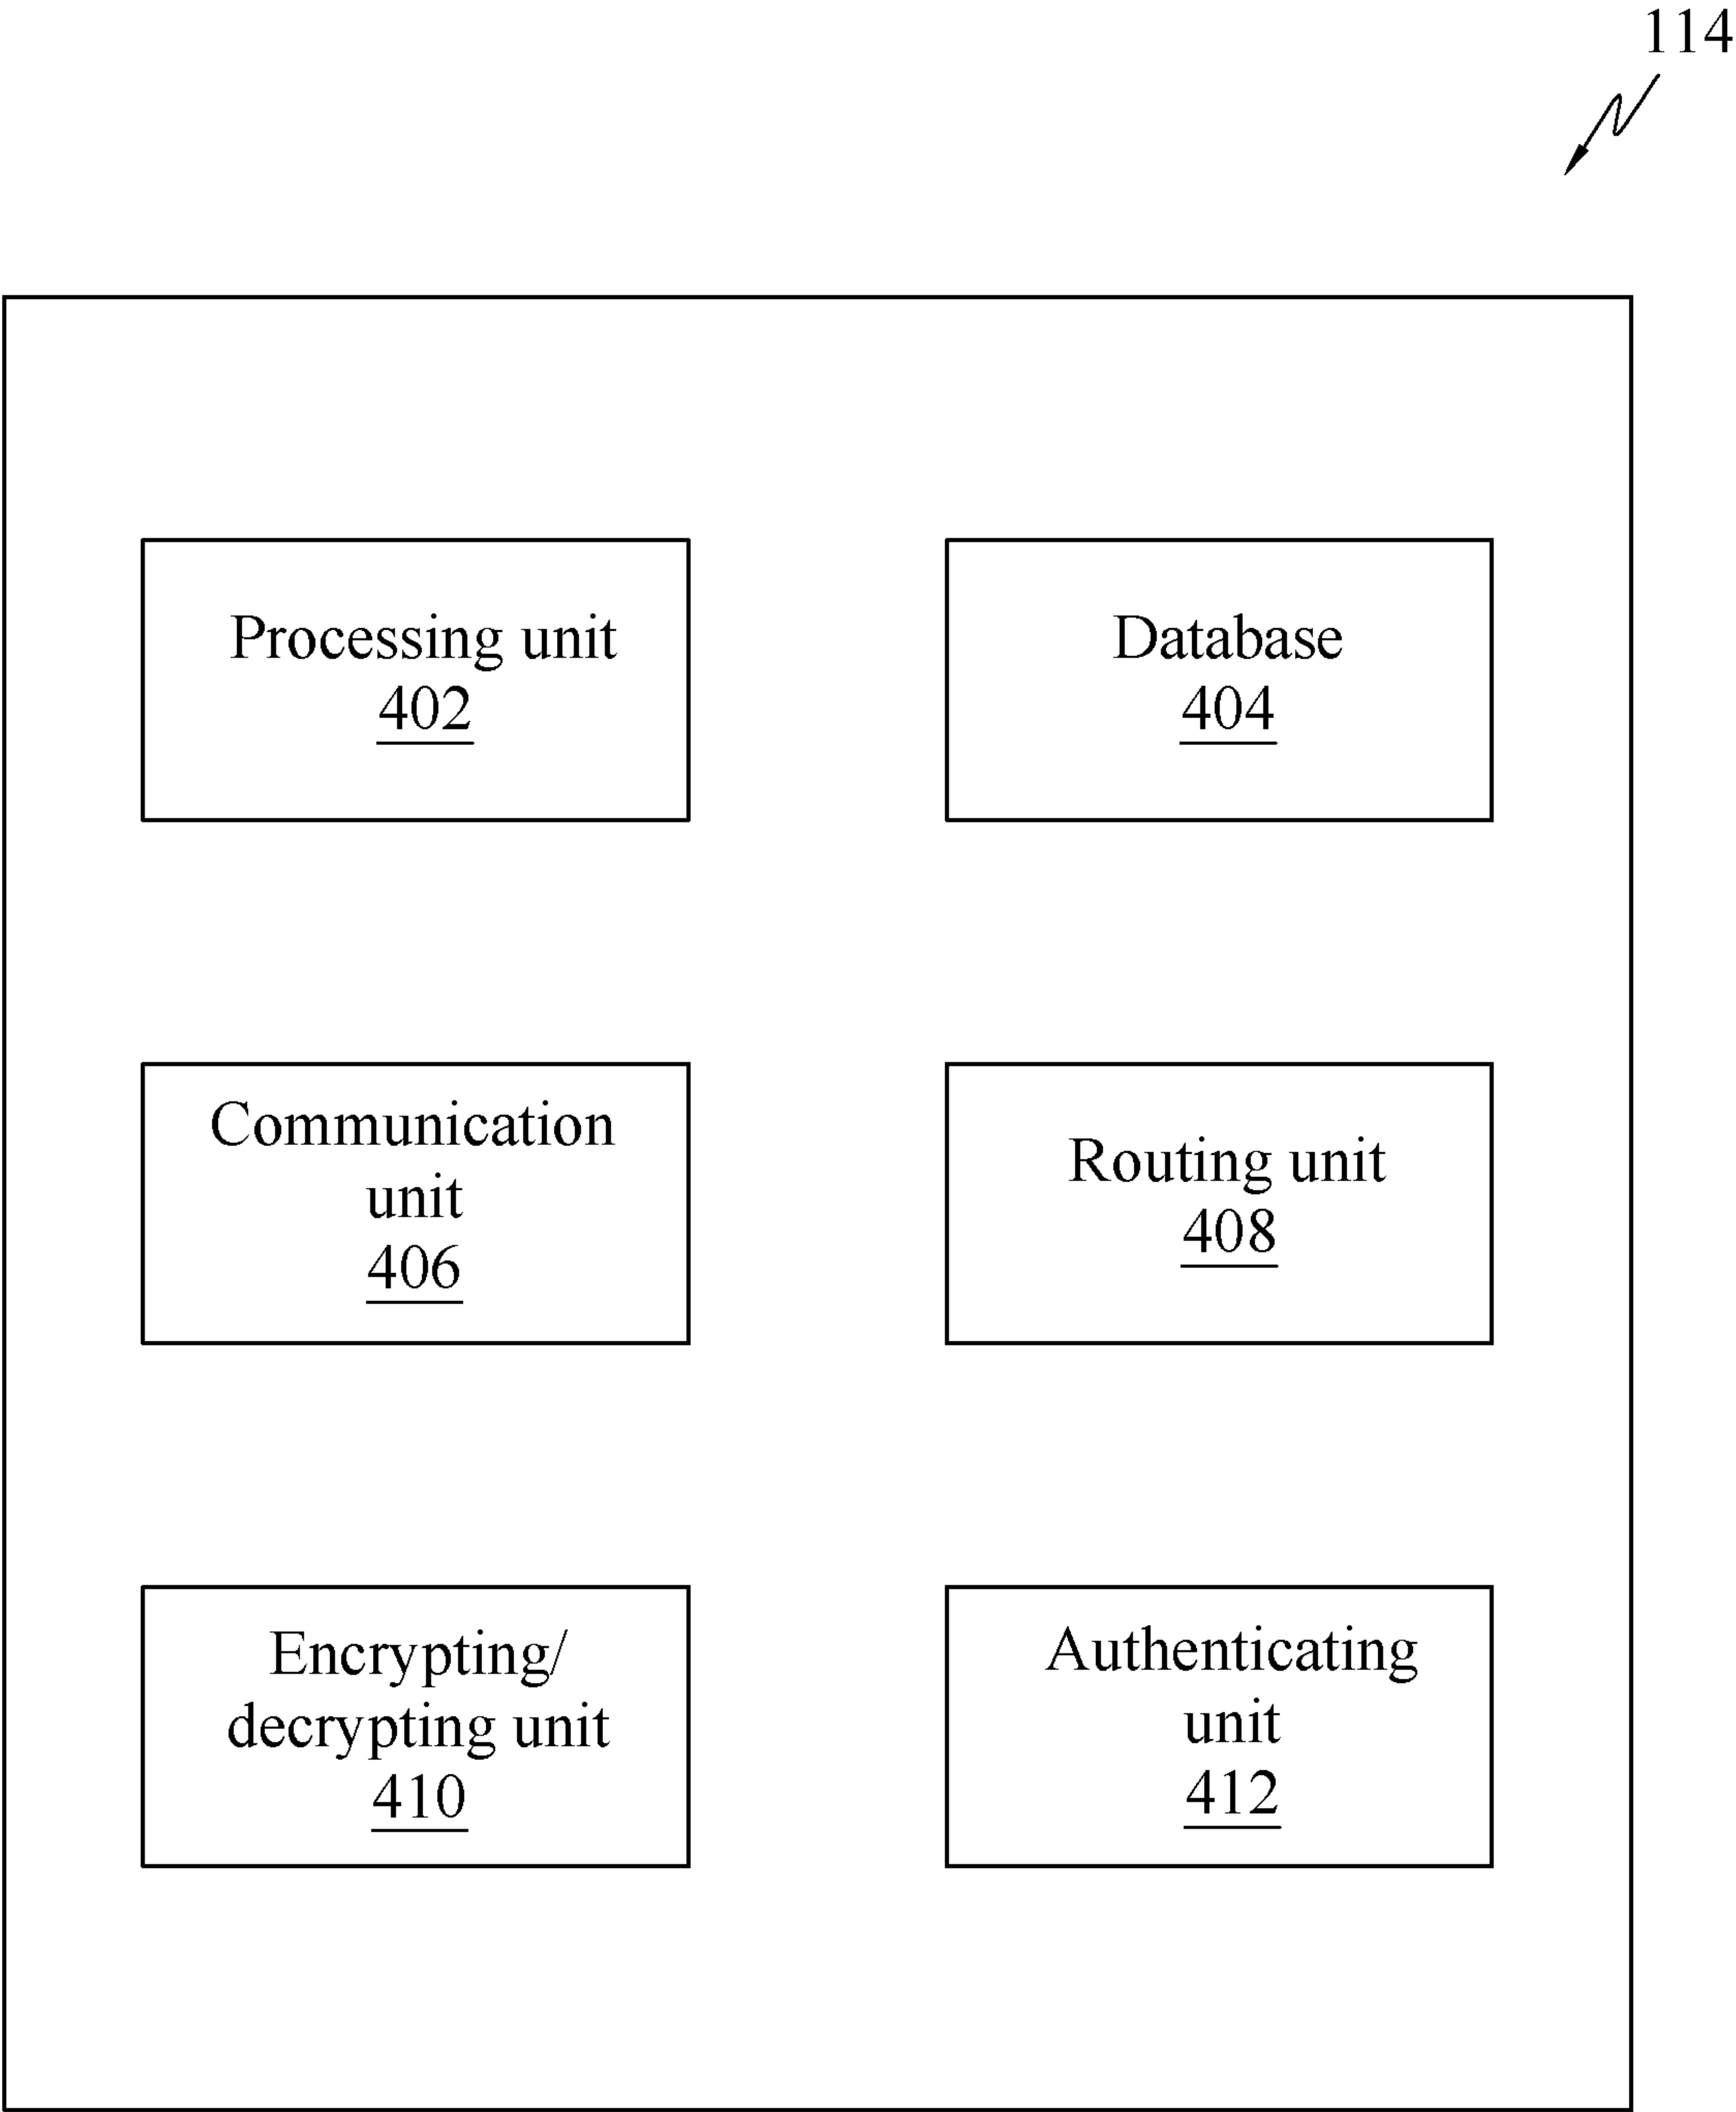 114
Processing unit
402
Database
404
Communication
unit
406
Routing unit
408
Encrypting/
decrypting unit
410
Authenticating
unit
412